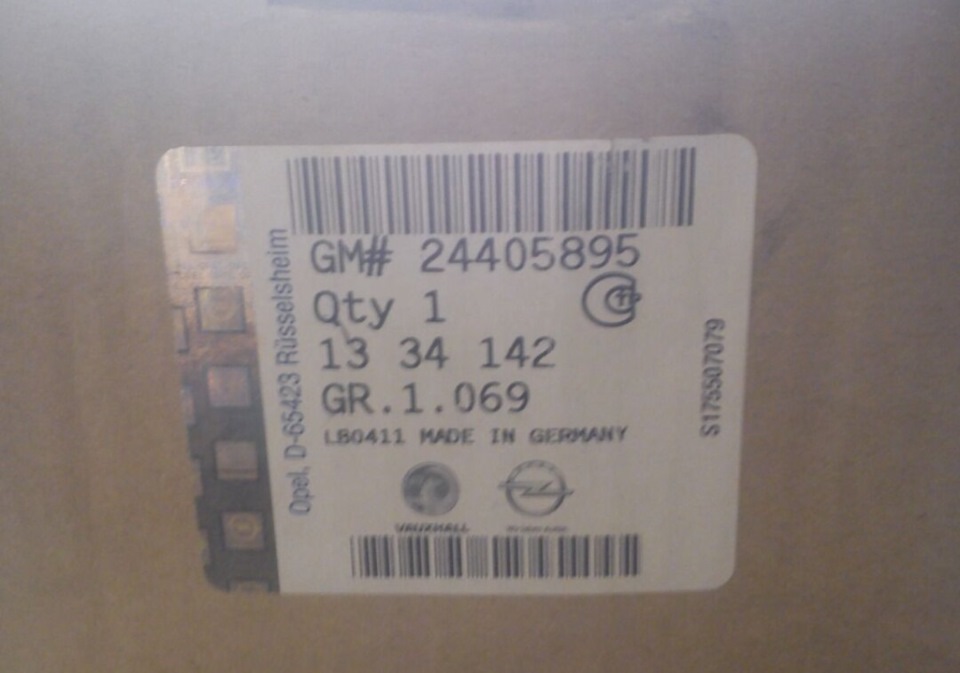 GM# 24405895
Qty 1
13 34 142
GR.1.069
LB0411 MADE IN GERMANY
VAUXHALL
Opel, D-65423 Rüsselsheim
S175507079